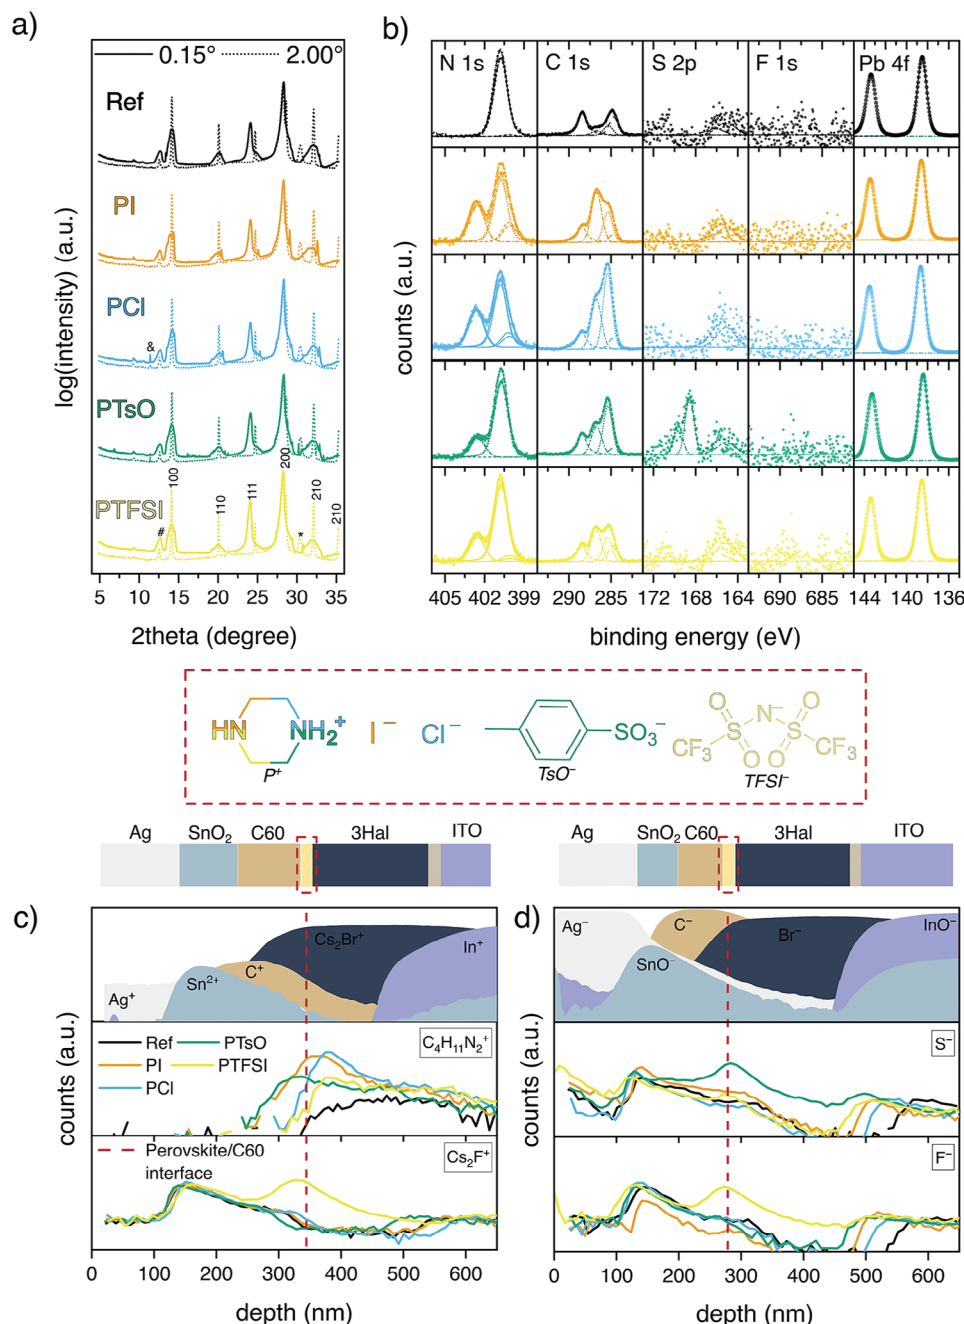 a)
0.15° 2.00°
Ref
PI
PCl
&
PTsO
PTFSI
#
100
110
111
200
*
210
210
log(intensity) (a.u.)
5 10 15 20 25 30 35
2theta (degree)
b)
N 1s C 1s S 2p F 1s Pb 4f
counts (a.u.)
405 402 399 290 285 172 168 164 690 685 144 140 136
binding energy (eV)
HN NH₂⁺ I⁻ Cl⁻ SO₃⁻ O N⁻ O
S S
CF₃ O O CF₃
P⁺ TsO⁻ TFSI⁻
Ag SnO₂ C60 3Hal ITO
Ag SnO₂ C60 3Hal ITO
c)
Cs₂Br⁺
In⁺
C⁺
Sn²⁺
Ag⁺
Ref PTsO
PI PTFSI
PCl
C₄H₁₁N₂⁺
Perovskite/C60
interface
Cs₂F⁺
counts (a.u.)
0 100 200 300 400 500 600
depth (nm)
d)
Ag⁻ C⁻ InO⁻
Br⁻
SnO⁻
S⁻
F⁻
counts (a.u.)
0 100 200 300 400 500 600
depth (nm)